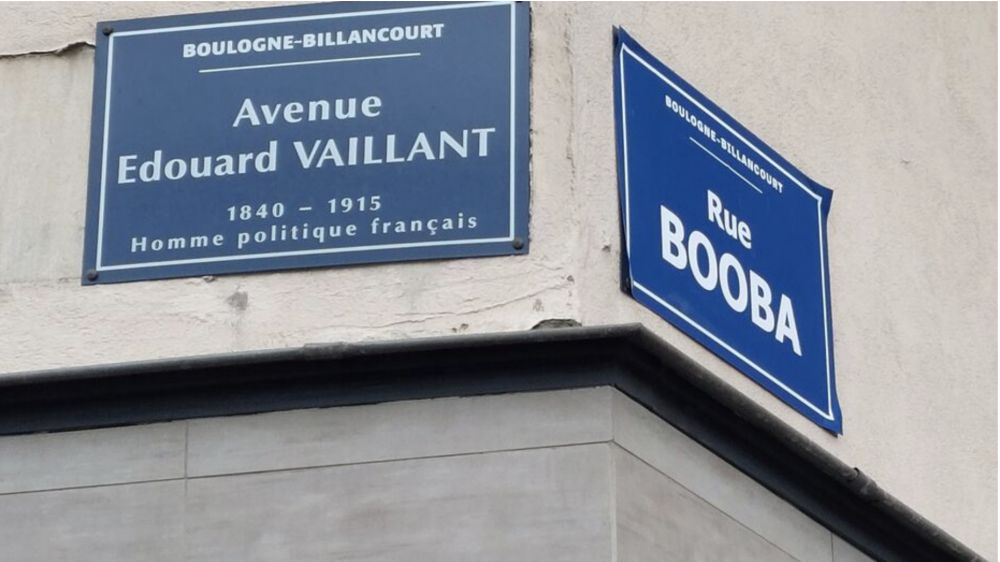 BOULOGNE-BILLANCOURT
Avenue
Edouard VAILLANT
1840 – 1915
Homme politique français
BOULOGNE-BILLANCOURT
Rue
BOOBA